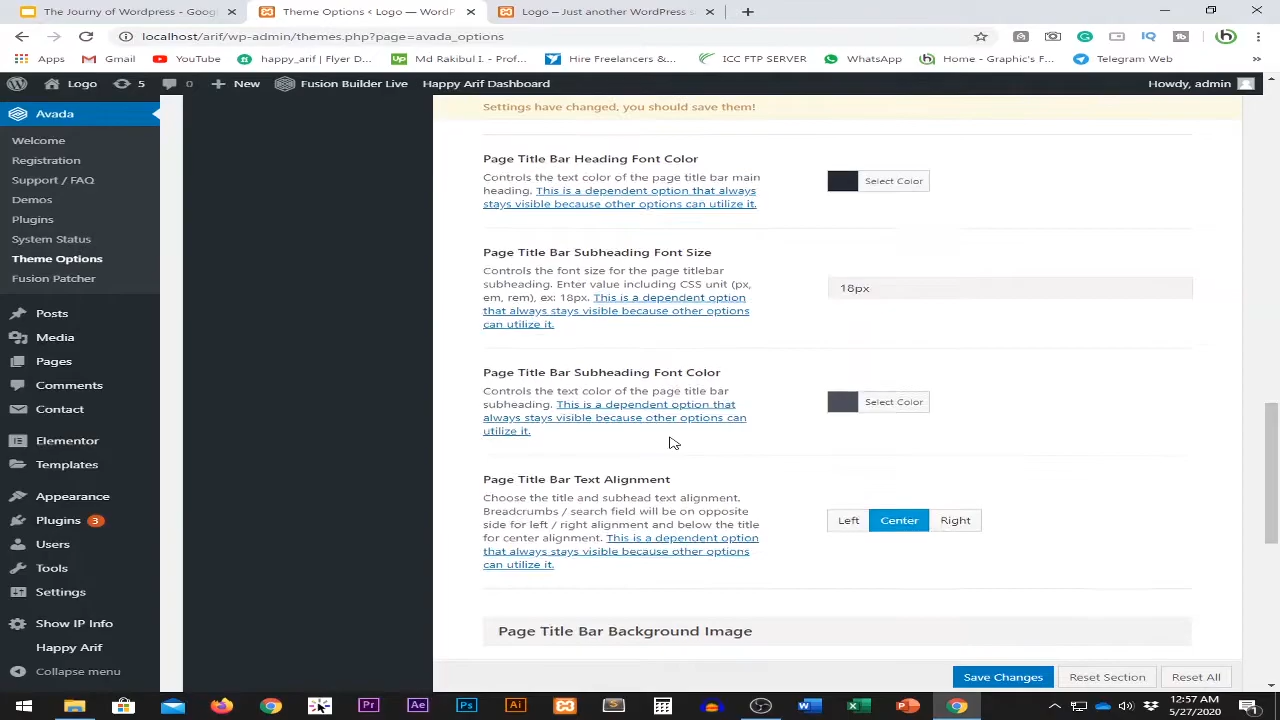 The Journy of Wordpress - Googl
Theme Options < Logo — WordP
Logo – Just another WordPress s
localhost/arif/wp-admin/themes.php?page=avada_options
Apps
Gmail
YouTube
happy_arif | Flyer D...
Md Rakibul I. - Prof...
Hire Freelancers &...
ICC FTP SERVER
WhatsApp
Home - Graphic's F...
Telegram Web
Logo
5
0
New
Fusion Builder Live
Happy Arif Dashboard
Howdy, admin
Avada
Welcome
Registration
Support / FAQ
Demos
Plugins
System Status
Theme Options
Fusion Patcher
Posts
Media
Pages
Comments
Contact
Elementor
Templates
Appearance
Plugins 3
Users
Tools
Settings
Show IP Info
Happy Arif
Collapse menu
Settings have changed, you should save them!
Page Title Bar Heading Font Color
Controls the text color of the page title bar main
heading. This is a dependent option that always
stays visible because other options can utilize it.
Select Color
Page Title Bar Subheading Font Size
Controls the font size for the page titlebar
subheading. Enter value including CSS unit (px,
em, rem), ex: 18px. This is a dependent option
that always stays visible because other options
can utilize it.
18px
Page Title Bar Subheading Font Color
Controls the text color of the page title bar
subheading. This is a dependent option that
always stays visible because other options can
utilize it.
Select Color
Page Title Bar Text Alignment
Choose the title and subhead text alignment.
Breadcrumbs / search field will be on opposite
side for left / right alignment and below the title
for center alignment. This is a dependent option
that always stays visible because other options
can utilize it.
Left
Center
Right
Page Title Bar Background Image
Save Changes
Reset Section
Reset All
12:57 AM
5/27/2020